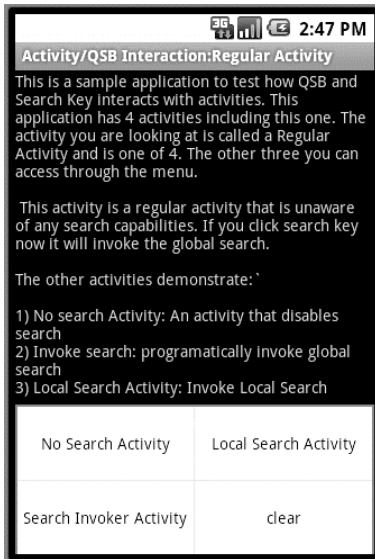 3G 2:47 PM
Activity/QSB Interaction:Regular Activity
This is a sample application to test how QSB and
Search Key interacts with activities. This
application has 4 activities including this one. The
activity you are looking at is called a Regular
Activity and is one of 4. The other three you can
access through the menu.
This activity is a regular activity that is unaware
of any search capabilities. If you click search key
now it will invoke the global search.
The other activities demonstrate:`
1) No search Activity: An activity that disables
search
2) Invoke search: programatically invoke global
search
3) Local Search Activity: Invoke Local Search
No Search Activity Local Search Activity
Search Invoker Activity clear